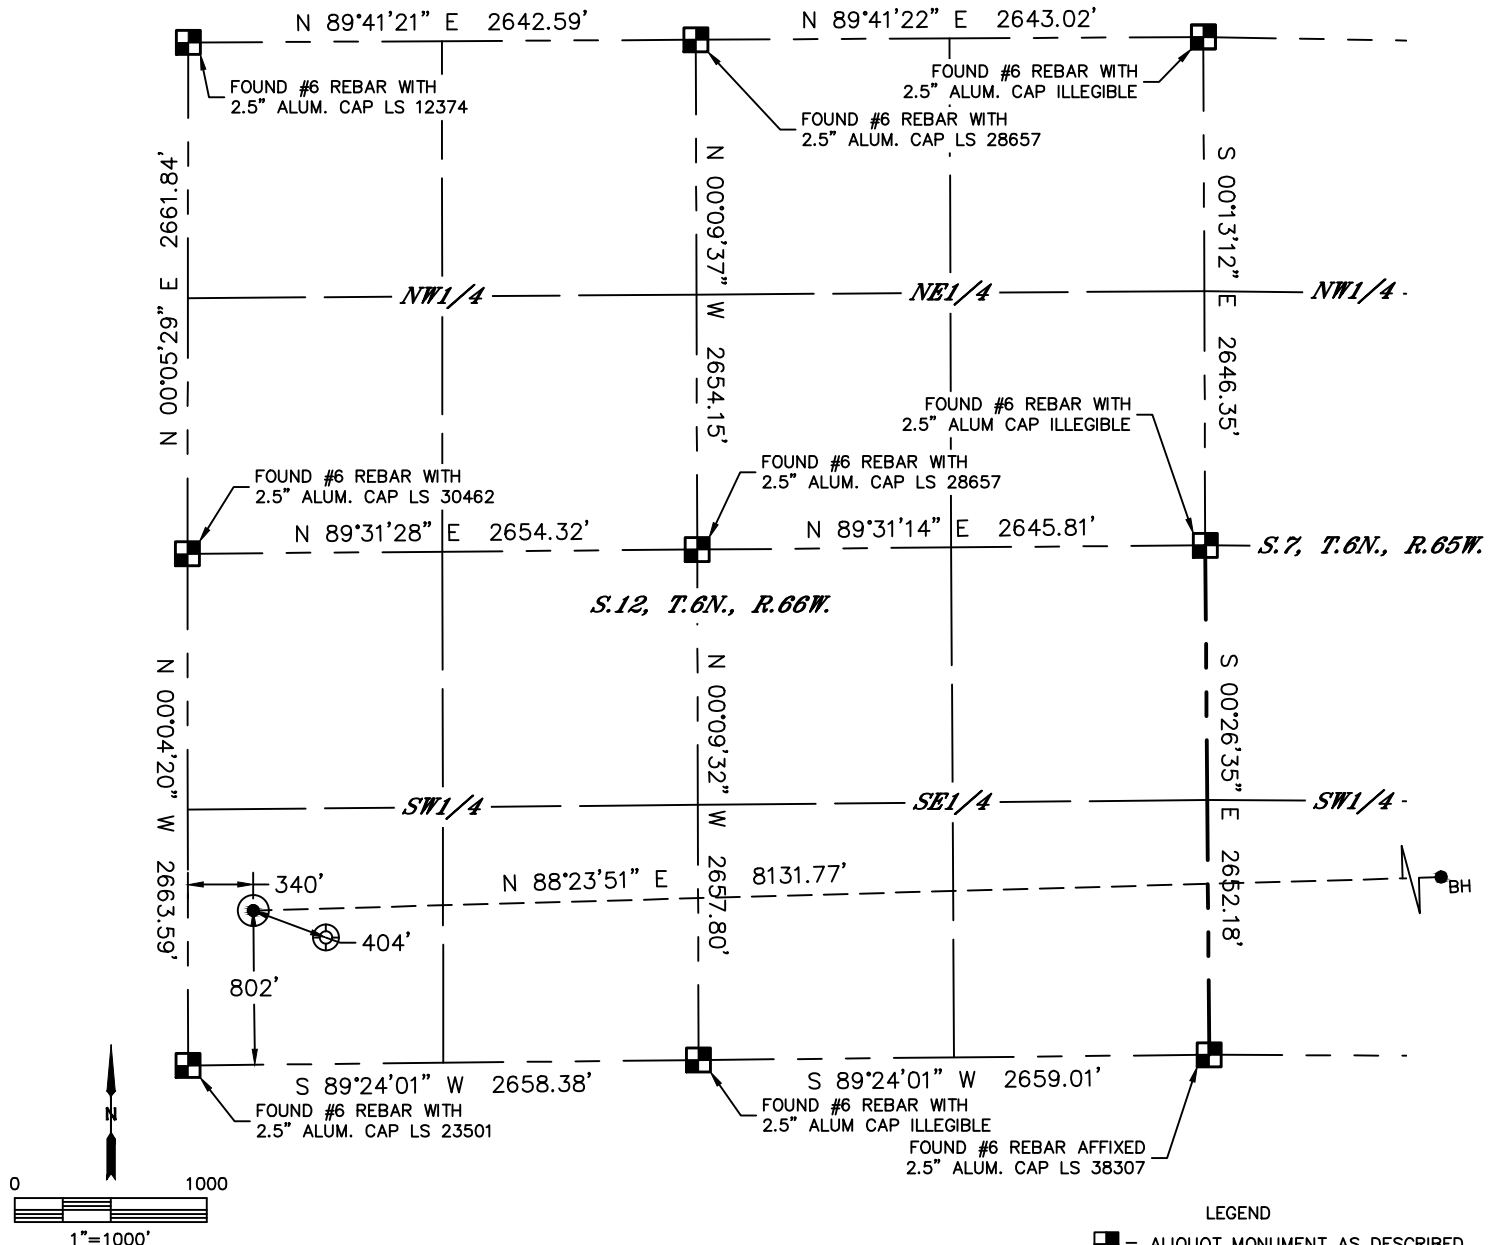 N 89°41'21" E 2642.59'
N 89°41'22" E 2643.02'
FOUND #6 REBAR WITH
2.5" ALUM. CAP LS 12374
FOUND #6 REBAR WITH
2.5" ALUM. CAP LS 28657
FOUND #6 REBAR WITH
2.5" ALUM. CAP ILLEGIBLE
N 00°05'29" E 2661.84'
N 00°09'37" W 2654.15'
S 00°13'12" E 2646.35'
NW1/4
NE1/4
NW1/4
FOUND #6 REBAR WITH
2.5" ALUM CAP ILLEGIBLE
FOUND #6 REBAR WITH
2.5" ALUM. CAP LS 30462
FOUND #6 REBAR WITH
2.5" ALUM. CAP LS 28657
N 89°31'28" E 2654.32'
N 89°31'14" E 2645.81'
S.7, T.6N., R.65W.
S.12, T.6N., R.66W.
N 00°04'20" W 2663.59'
N 00°09'32" W 2657.80'
S 00°26'35" E 2652.18'
SW1/4
SE1/4
SW1/4
340'
N 88°23'51" E 8131.77'
BH
404'
802'
S 89°24'01" W 2658.38'
S 89°24'01" W 2659.01'
FOUND #6 REBAR WITH
2.5" ALUM. CAP LS 23501
FOUND #6 REBAR WITH
2.5" ALUM CAP ILLEGIBLE
FOUND #6 REBAR AFFIXED
2.5" ALUM. CAP LS 38307
N
0 1000
1"=1000'
LEGEND
= ALIQUOT MONUMENT AS DESCRIBED